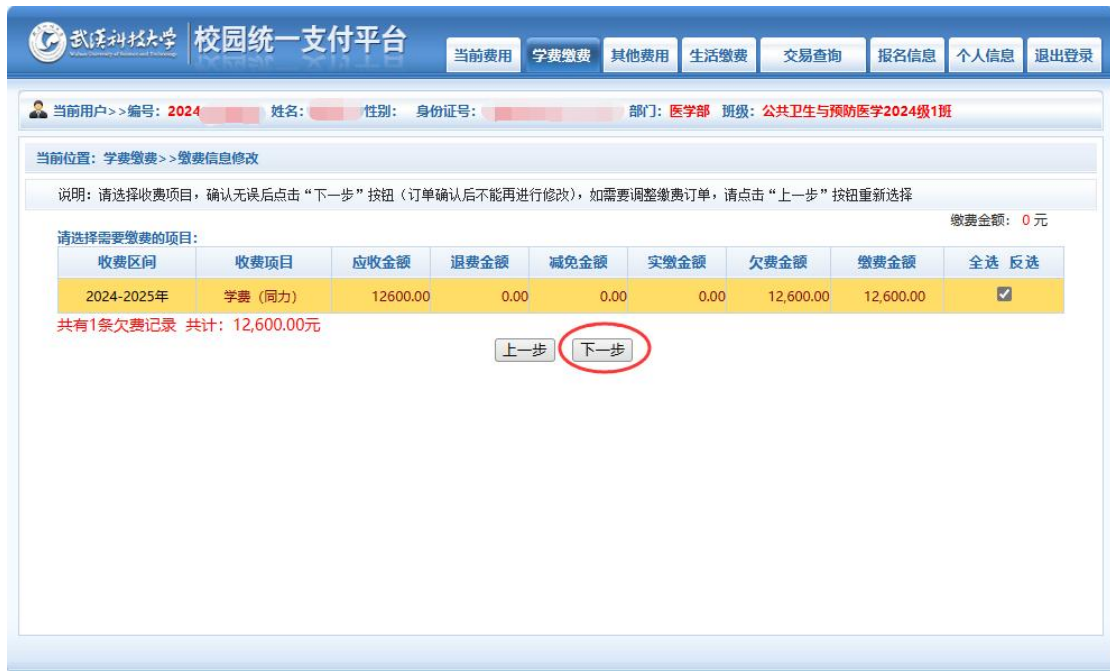 武汉科技大学 校园统一支付平台
当前费用 学费缴费 其他费用 生活缴费 交易查询 报名信息 个人信息 退出登录
当前用户>>编号：2024 姓名： 性别： 身份证号： 部门：医学部 班级：公共卫生与预防医学2024级1班
当前位置：学费缴费>>缴费信息修改
说明：请选择收费项目，确认无误后点击“下一步”按钮（订单确认后不能再进行修改），如需要调整缴费订单，请点击“上一步”按钮重新选择
缴费金额：0元
请选择需要缴费的项目：
收费区间 收费项目 应收金额 退费金额 减免金额 实缴金额 欠费金额 缴费金额 全选 反选
2024-2025年 学费（同力） 12600.00 0.00 0.00 0.00 12,600.00 12,600.00
共有1条欠费记录 共计：12,600.00元
上一步 下一步